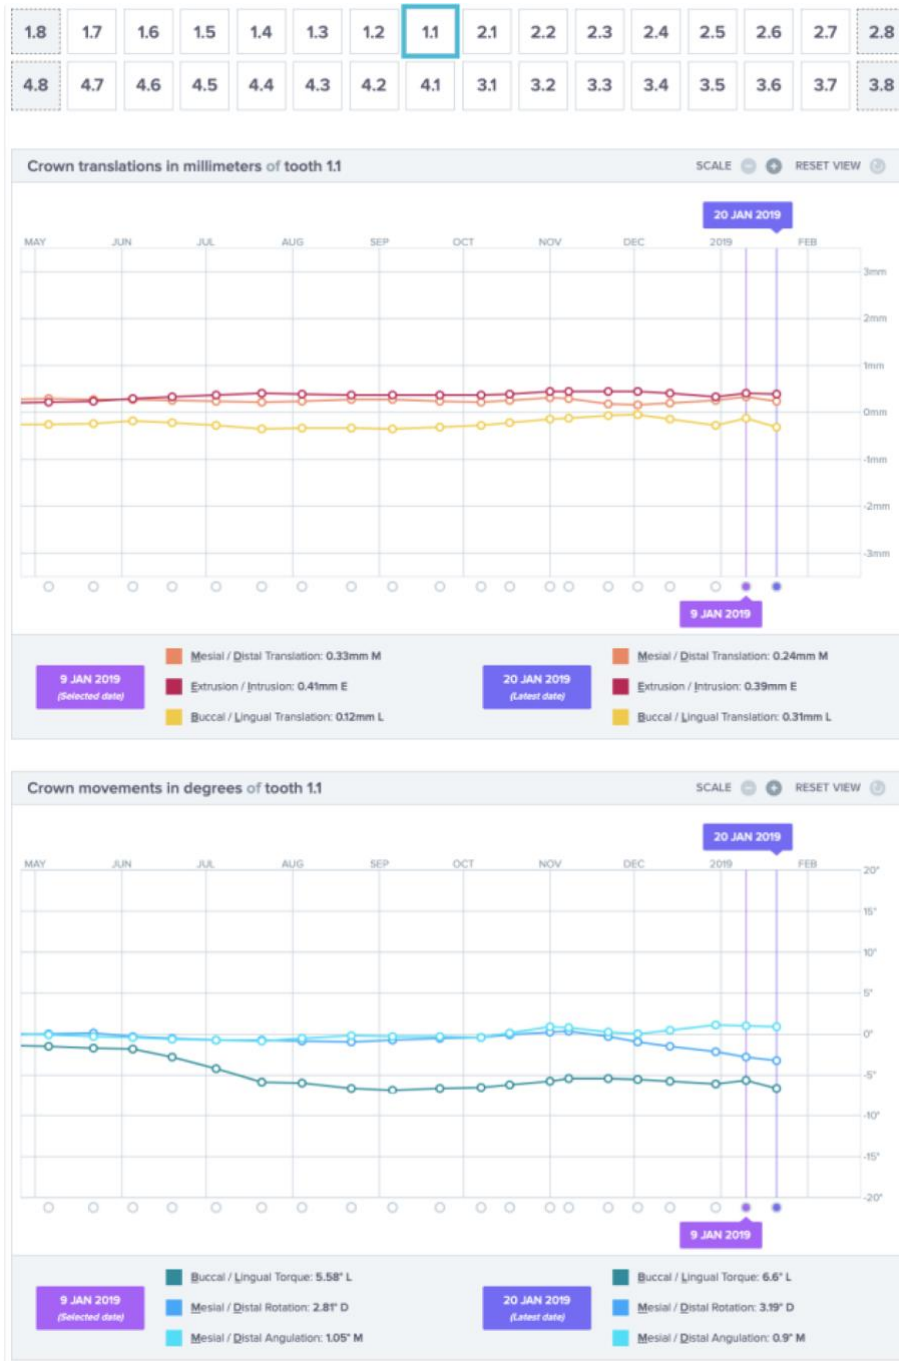 1.8 1.7 1.6 1.5 1.4 1.3 1.2 1.1 2.1 2.2 2.3 2.4 2.5 2.6 2.7 2.8
4.8 4.7 4.6 4.5 4.4 4.3 4.2 4.1 3.1 3.2 3.3 3.4 3.5 3.6 3.7 3.8
Crown translations in millimeters of tooth 1.1 SCALE RESET VIEW
20 JAN 2019
MAY JUN JUL AUG SEP OCT NOV DEC 2019 FEB
3mm
2mm
1mm
0mm
-1mm
-2mm
-3mm
9 JAN 2019
9 JAN 2019
(Selected date)
Mesial / Distal Translation: 0.33mm M
Extrusion / Intrusion: 0.41mm E
Buccal / Lingual Translation: 0.12mm L
20 JAN 2019
(Latest date)
Mesial / Distal Translation: 0.24mm M
Extrusion / Intrusion: 0.39mm E
Buccal / Lingual Translation: 0.31mm L
Crown movements in degrees of tooth 1.1 SCALE RESET VIEW
20 JAN 2019
MAY JUN JUL AUG SEP OCT NOV DEC 2019 FEB
20°
15°
10°
5°
0°
-5°
-10°
-15°
-20°
9 JAN 2019
9 JAN 2019
(Selected date)
Buccal / Lingual Torque: 5.58° L
Mesial / Distal Rotation: 2.81° D
Mesial / Distal Angulation: 1.05° M
20 JAN 2019
(Latest date)
Buccal / Lingual Torque: 6.6° L
Mesial / Distal Rotation: 3.19° D
Mesial / Distal Angulation: 0.9° M